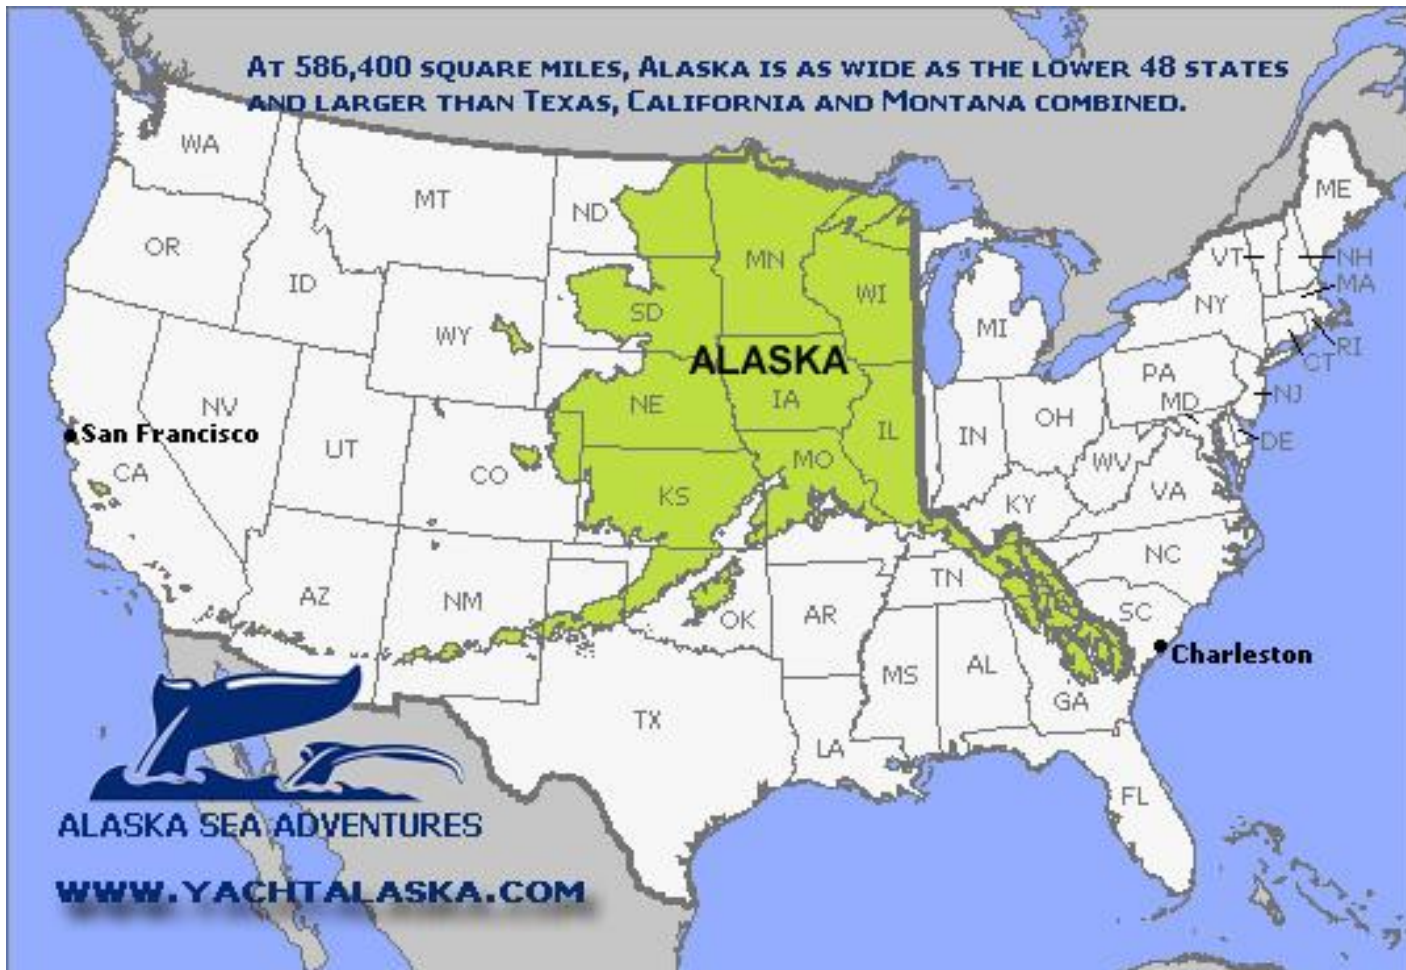 AT 586,400 SQUARE MILES, ALASKA IS AS WIDE AS THE LOWER 48 STATES
AND LARGER THAN TEXAS, CALIFORNIA AND MONTANA COMBINED.
WA
MT
ND
ME
OR
ID
MN
VT
NH
MA
WY
SD
WI
MI
NY
RI
CT
ALASKA
PA
NV
NE
IA
OH
MD
NJ
San Francisco
UT
CO
IL
IN
DE
CA
KS
MO
WV
KY
VA
AZ
NM
OK
AR
TN
NC
SC
Charleston
MS
AL
GA
TX
LA
FL
ALASKA SEA ADVENTURES
WWW.YACHTALASKA.COM